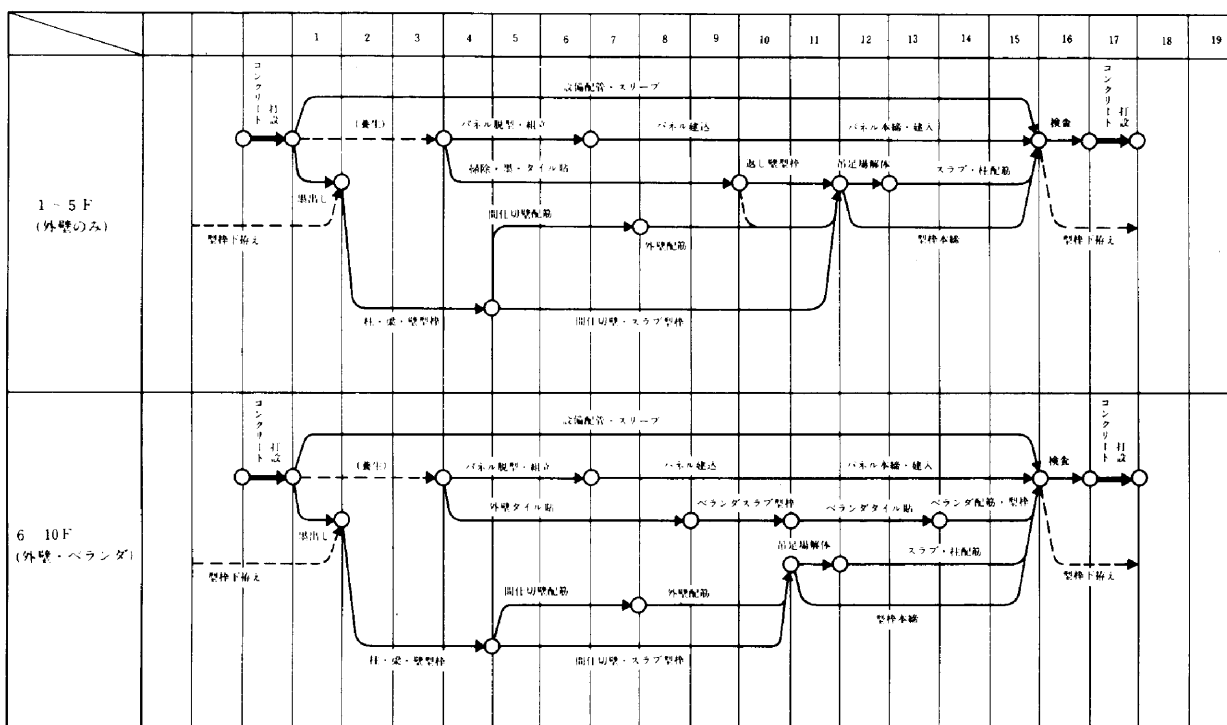 1 2 3 4 5 6 7 8 9 10 11 12 13 14 15 16 17 18 19
1~5F
(外壁のみ)
コンクリート
打設
設備配管・スリーブ
(養生)
パネル脱型・組立
パネル建込
パネル本締・建入
検査
コンクリート
打設
掃除・墨・タイル貼
返し壁型枠
吊足場解体
スラブ・柱配筋
墨出し
型枠下拵え
間仕切壁配筋
外壁配筋
型枠本締
型枠下拵え
柱・梁・壁型枠
間仕切壁・スラブ型枠
6 10F
(外壁・ベランダ)
コンクリート
打設
設備配管・スリーブ
(養生)
パネル脱型・組立
パネル建込
パネル本締・建入
検査
コンクリート
打設
外壁タイル貼
ベランダスラブ型枠
ベランダタイル貼
ベランダ配筋・型枠
墨出し
吊足場解体
スラブ・柱配筋
型枠下拵え
間仕切壁配筋
外壁配筋
型枠本締
型枠下拵え
柱・梁・壁型枠
間仕切壁・スラブ型枠